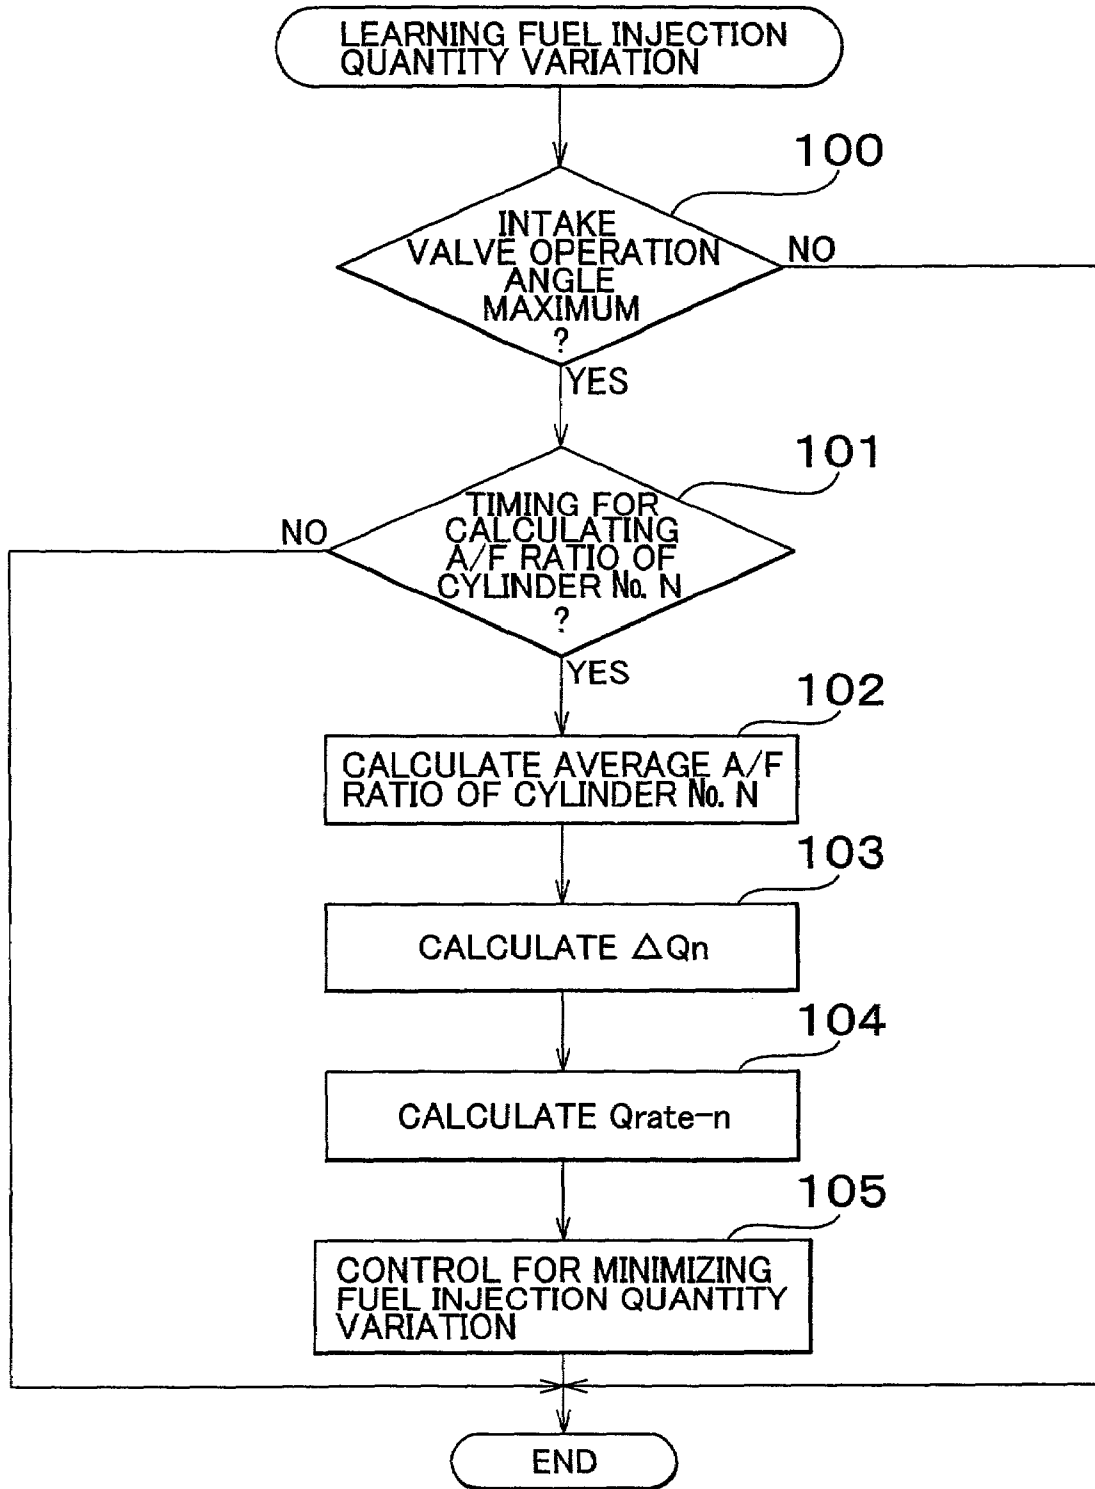 LEARNING FUEL INJECTION
QUANTITY VARIATION
100
INTAKE
VALVE OPERATION
ANGLE
MAXIMUM
?
NO
YES
101
TIMING FOR
CALCULATING
A/F RATIO OF
CYLINDER No. N
?
NO
YES
102
CALCULATE AVERAGE A/F
RATIO OF CYLINDER No. N
103
CALCULATE △Qn
104
CALCULATE Qrate-n
105
CONTROL FOR MINIMIZING
FUEL INJECTION QUANTITY
VARIATION
END